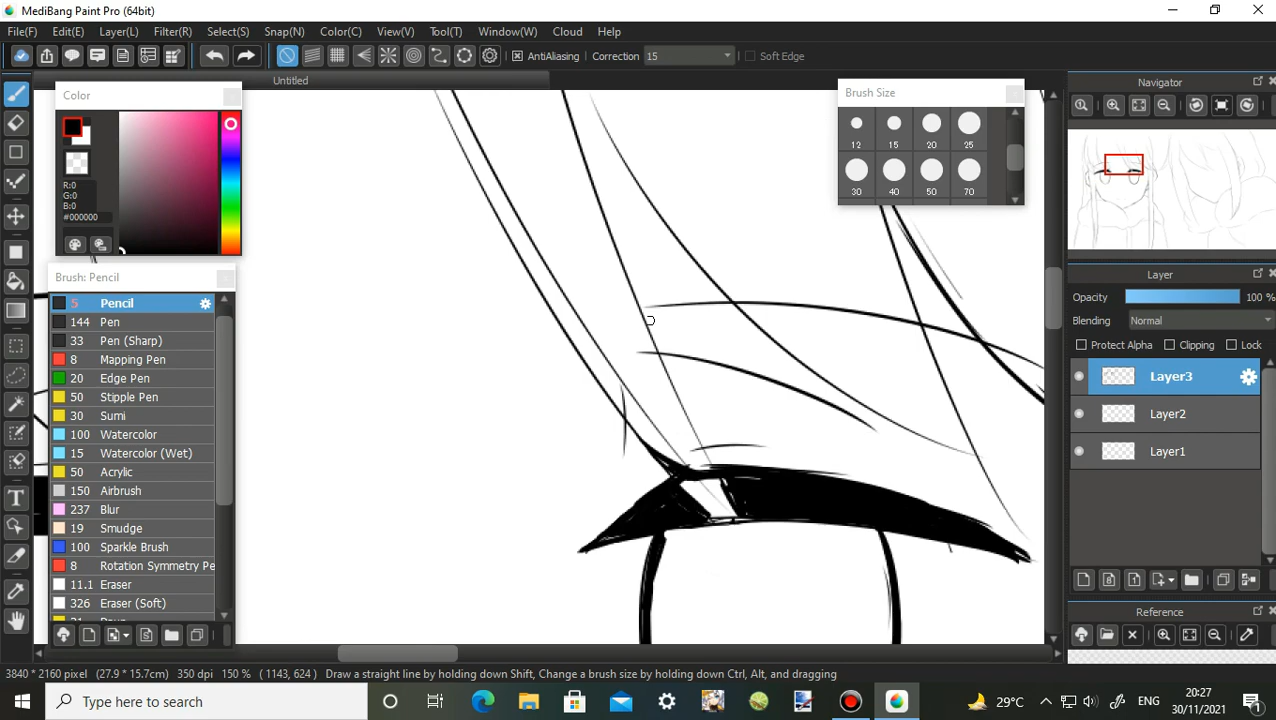 MediBang Paint Pro (64bit)
File(F) Edit(E) Layer(L) Filter(R) Select(S) Snap(N) Color(C) View(V) Tool(T) Window(W) Cloud Help
AntiAliasing Correction 15 Soft Edge
Untitled
Color
R:0
G:0
B:0
#000000
Brush: Pencil
5 Pencil
144 Pen
33 Pen (Sharp)
8 Mapping Pen
20 Edge Pen
50 Stipple Pen
30 Sumi
100 Watercolor
15 Watercolor (Wet)
50 Acrylic
150 Airbrush
237 Blur
19 Smudge
100 Sparkle Brush
8 Rotation Symmetry Pe
11.1 Eraser
326 Eraser (Soft)
Brush Size
12 15 20 25
30 40 50 70
Navigator
Layer
Opacity 100 %
Blending Normal
Protect Alpha Clipping Lock
Layer3
Layer2
Layer1
Reference
3840 * 2160 pixel (27.9 * 15.7cm) 350 dpi 150 % ( 1143, 624 ) Draw a straight line by holding down Shift, Change a brush size by holding down Ctrl, Alt, and dragging
Type here to search
29°C
ENG
20:27
30/11/2021
1